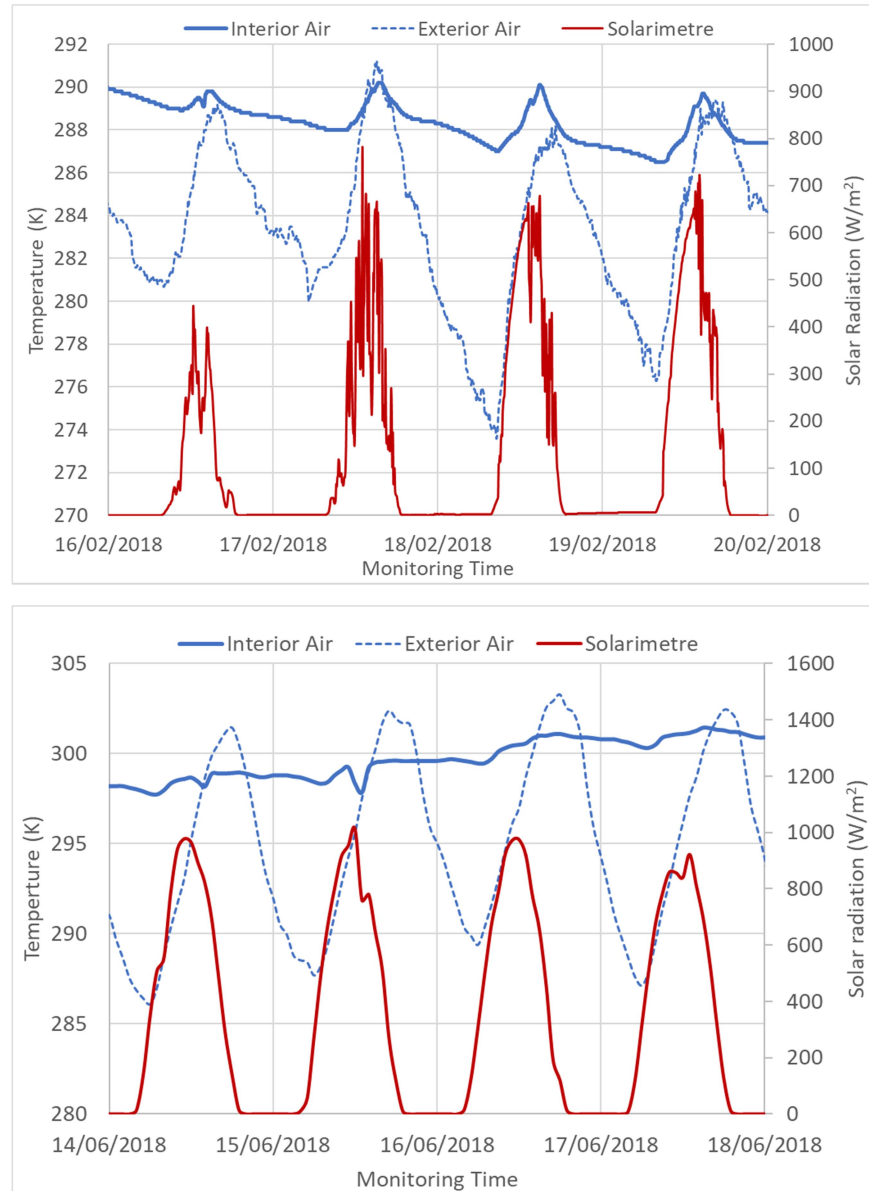 Interior Air Exterior Air Solarimetre
292 1000
290 900
288 800
286 700
284 600
282 500
280 400
278 300
276 200
274 100
272 0
270
Temperature (K)
Solar Radiation (W/m²)
16/02/2018 17/02/2018 18/02/2018 19/02/2018 20/02/2018
Monitoring Time
Interior Air Exterior Air Solarimetre
305 1600
300 1400
295 1200
290 1000
285 800
280 600
400
200
0
Temperture (K)
Solar radiation (W/m²)
14/06/2018 15/06/2018 16/06/2018 17/06/2018 18/06/2018
Monitoring Time